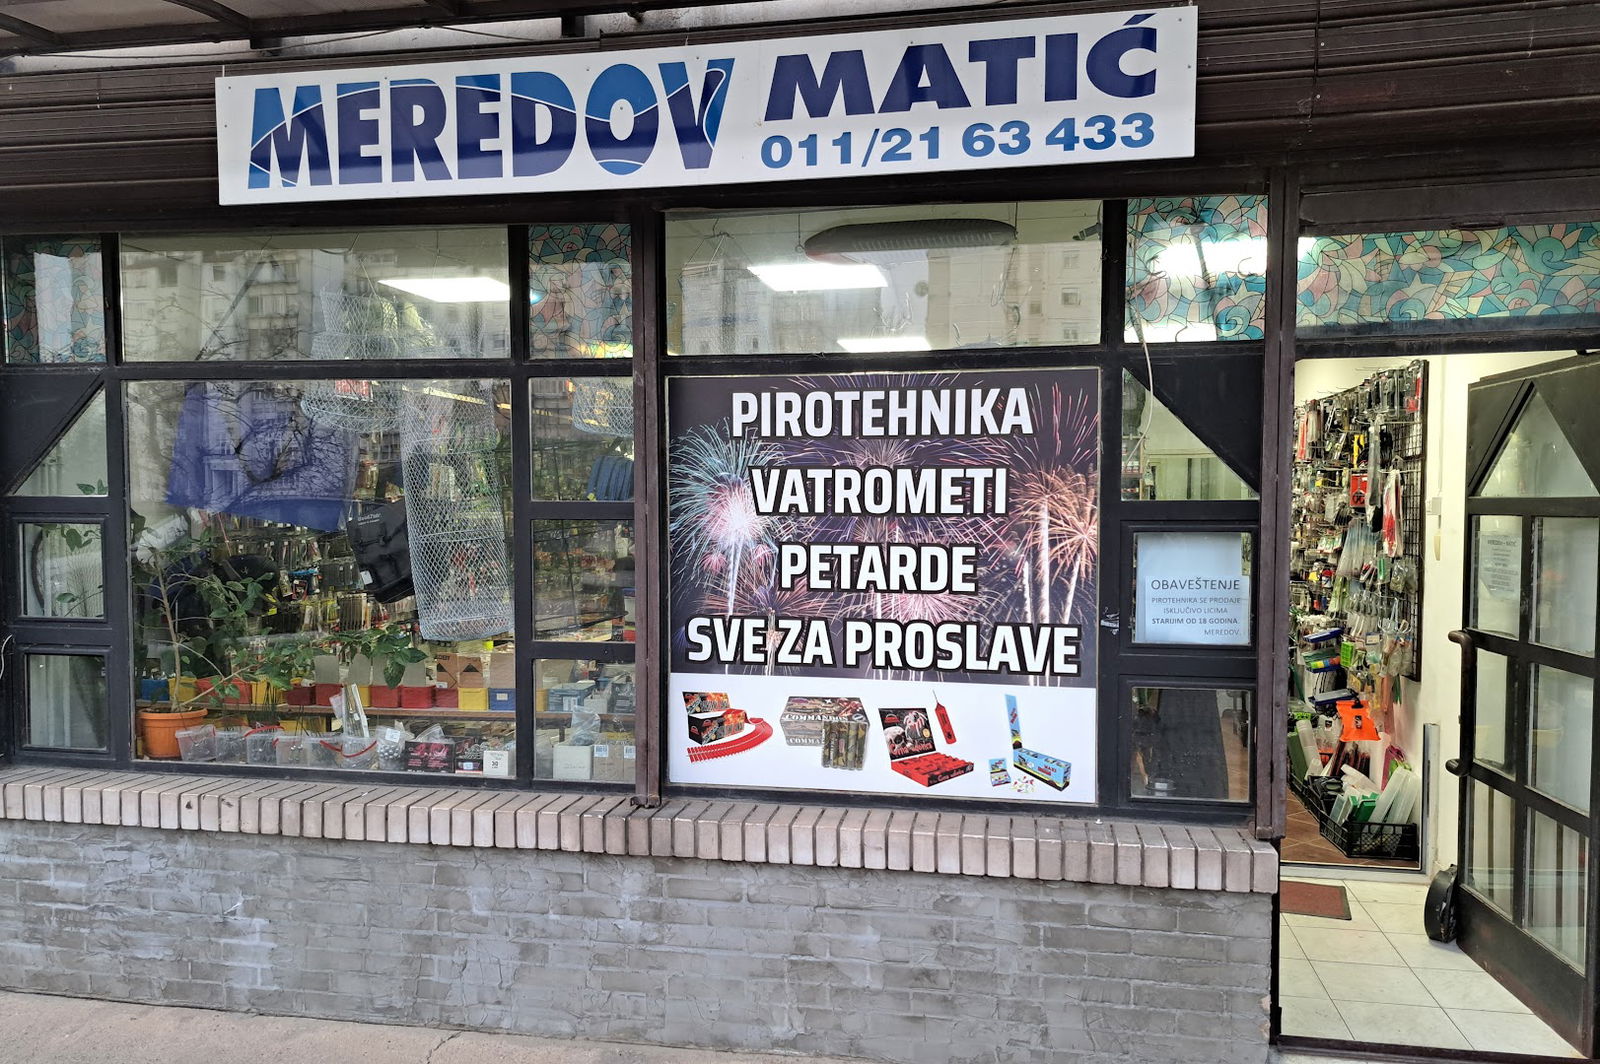 MEREDOV MATIĆ
011/21 63 433
PIROTEHNIKA
VATROMETI
PETARDE
SVE ZA PROSLAVE
COMMANDOS
OBAVEŠTENJE
PIROTEHNIKA SE PRODAJE
ISKLJUČIVO LICIMA
STARIJIM OD 18 GODINA
MEREDOV.